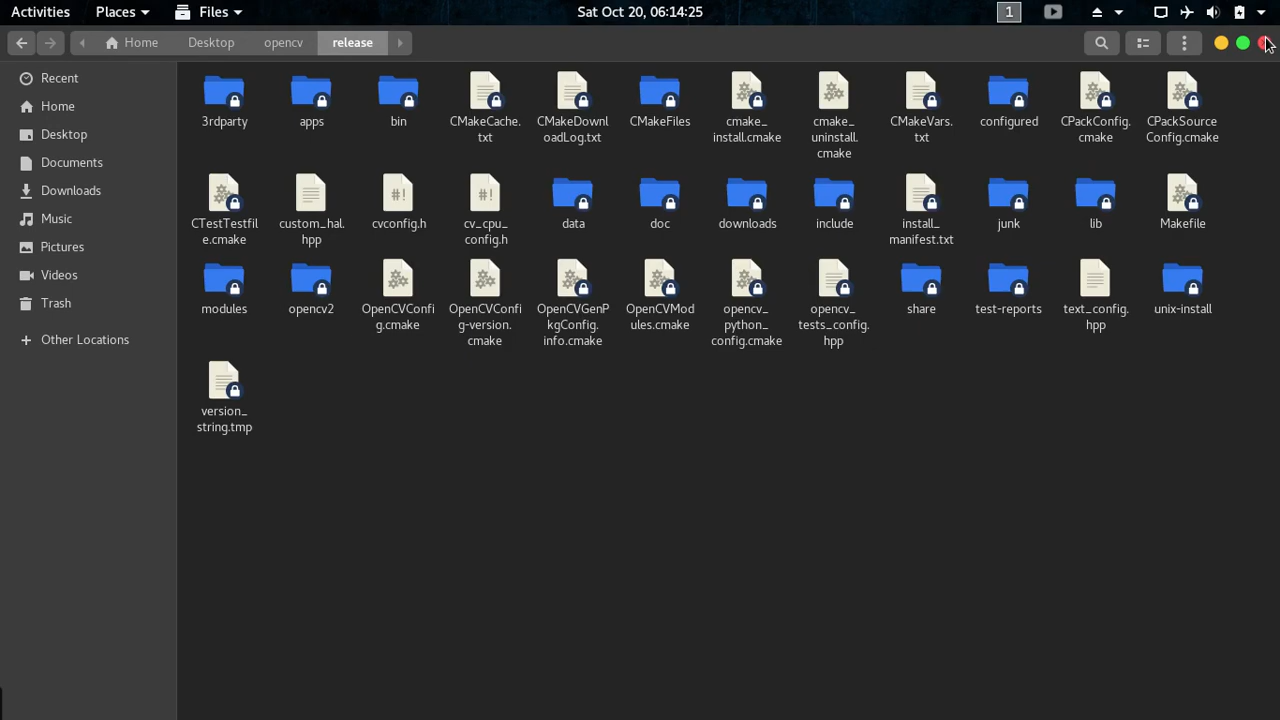 Activities Places Files Sat Oct 20, 06:14:25 1
Home Desktop opencv release
Recent
Home
Desktop
Documents
Downloads
Music
Pictures
Videos
Trash
Other Locations
3rdparty
apps
bin
CMakeCache.
txt
CMakeDownl
oadLog.txt
CMakeFiles
cmake_
install.cmake
cmake_
uninstall.
cmake
CMakeVars.
txt
configured
CPackConfig.
cmake
CPackSource
Config.cmake
CTestTestfil
e.cmake
custom_hal.
hpp
#!
cvconfig.h
#!
cv_cpu_
config.h
data
doc
downloads
include
install_
manifest.txt
junk
lib
Makefile
modules
opencv2
OpenCVConfi
g.cmake
OpenCVConfi
g-version.
cmake
OpenCVGenP
kgConfig.
info.cmake
OpenCVMod
ules.cmake
opencv_
python_
config.cmake
opencv_
tests_config.
hpp
share
test-reports
text_config.
hpp
unix-install
version_
string.tmp